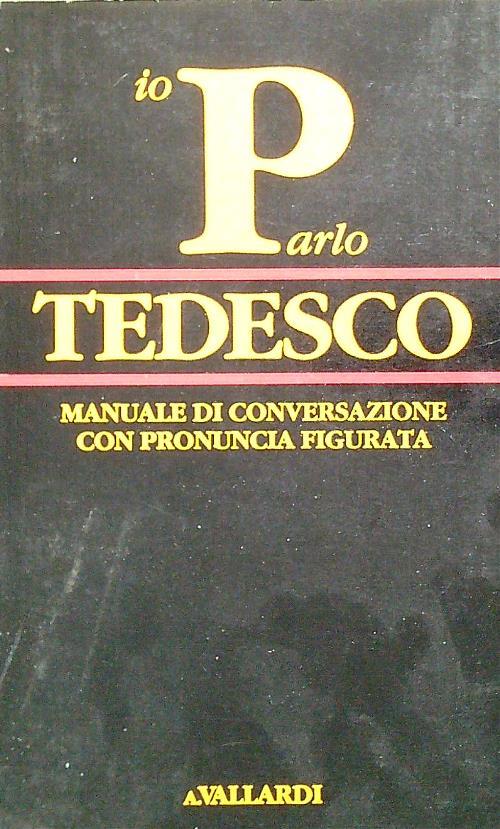 io Parlo
TEDESCO
MANUALE DI CONVERSAZIONE
CON PRONUNCIA FIGURATA
A.VALLARDI